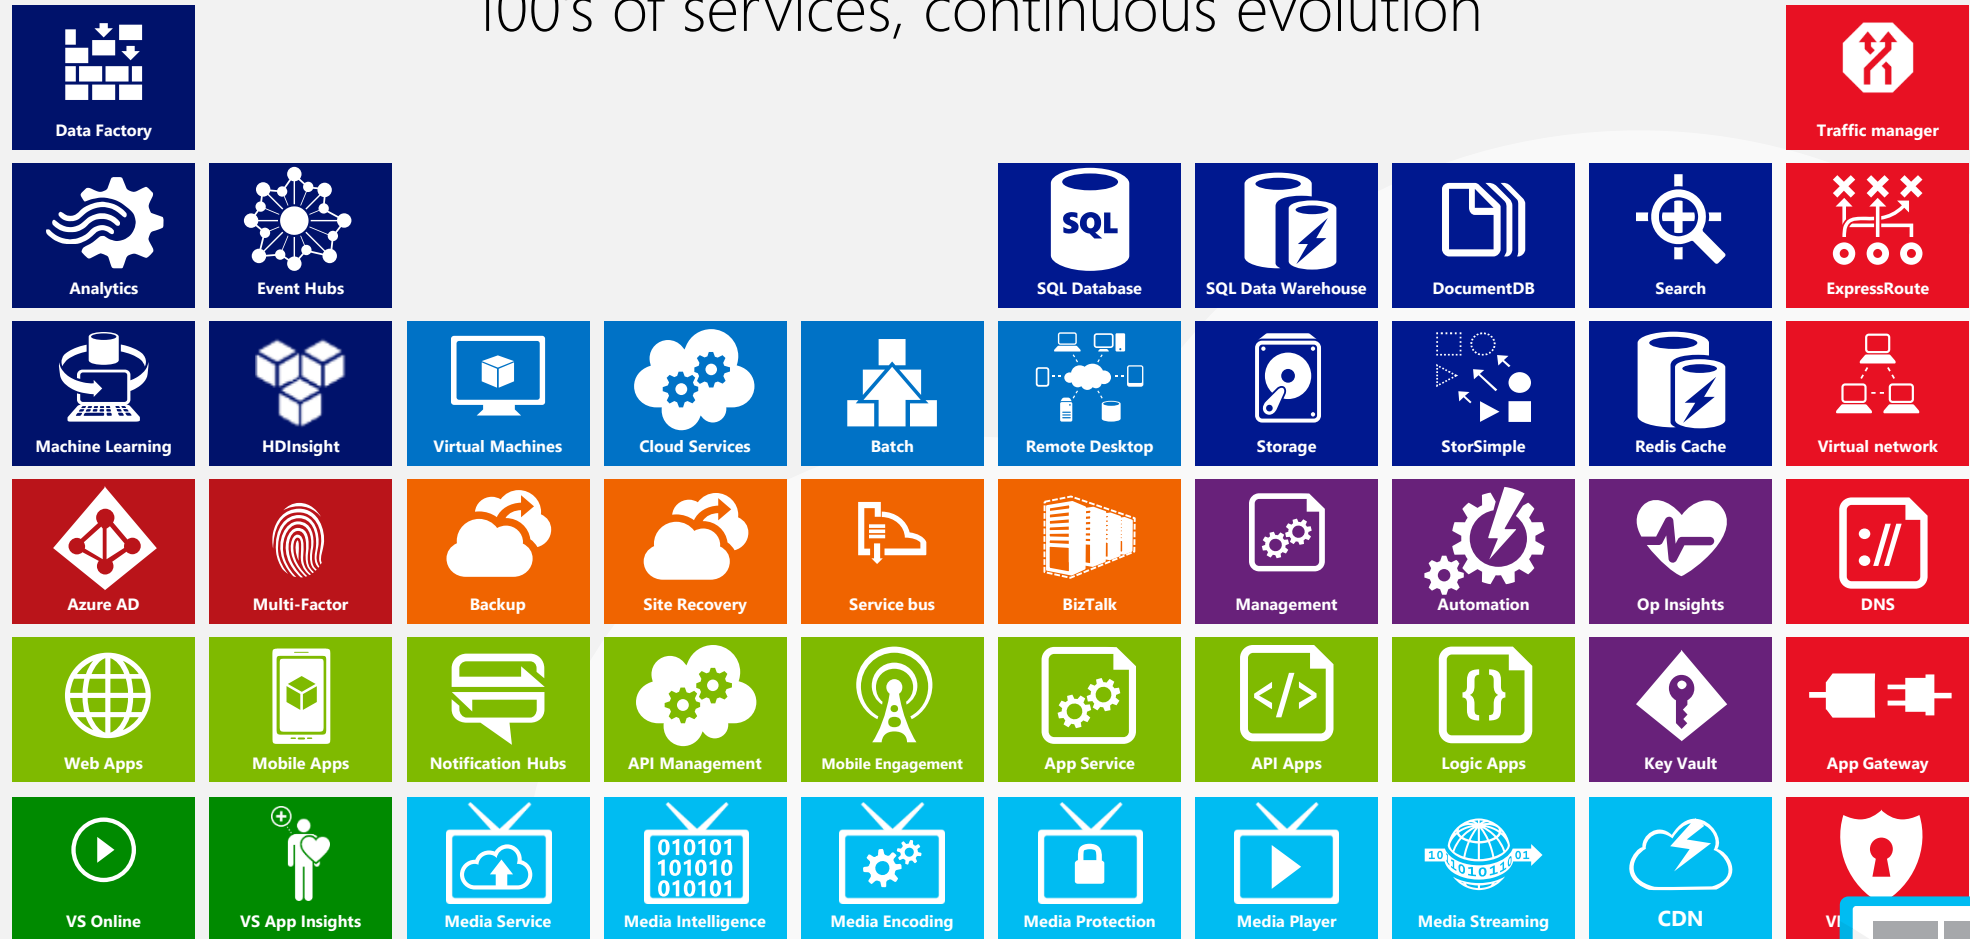 100's of services, continuous evolution
Data Factory
Traffic manager
Analytics
Event Hubs
SQL
SQL Database
SQL Data Warehouse
DocumentDB
Search
ExpressRoute
Machine Learning
HDInsight
Virtual Machines
Cloud Services
Batch
Remote Desktop
Storage
StorSimple
Redis Cache
Virtual network
Azure AD
Multi-Factor
Backup
Site Recovery
Service bus
BizTalk
Management
Automation
Op Insights
://
DNS
Web Apps
Mobile Apps
Notification Hubs
API Management
Mobile Engagement
App Service
</>
API Apps
{}
Logic Apps
Key Vault
App Gateway
VS Online
VS App Insights
Media Service
010101
101010
010101
Media Intelligence
Media Encoding
Media Protection
Media Player
Media Streaming
CDN